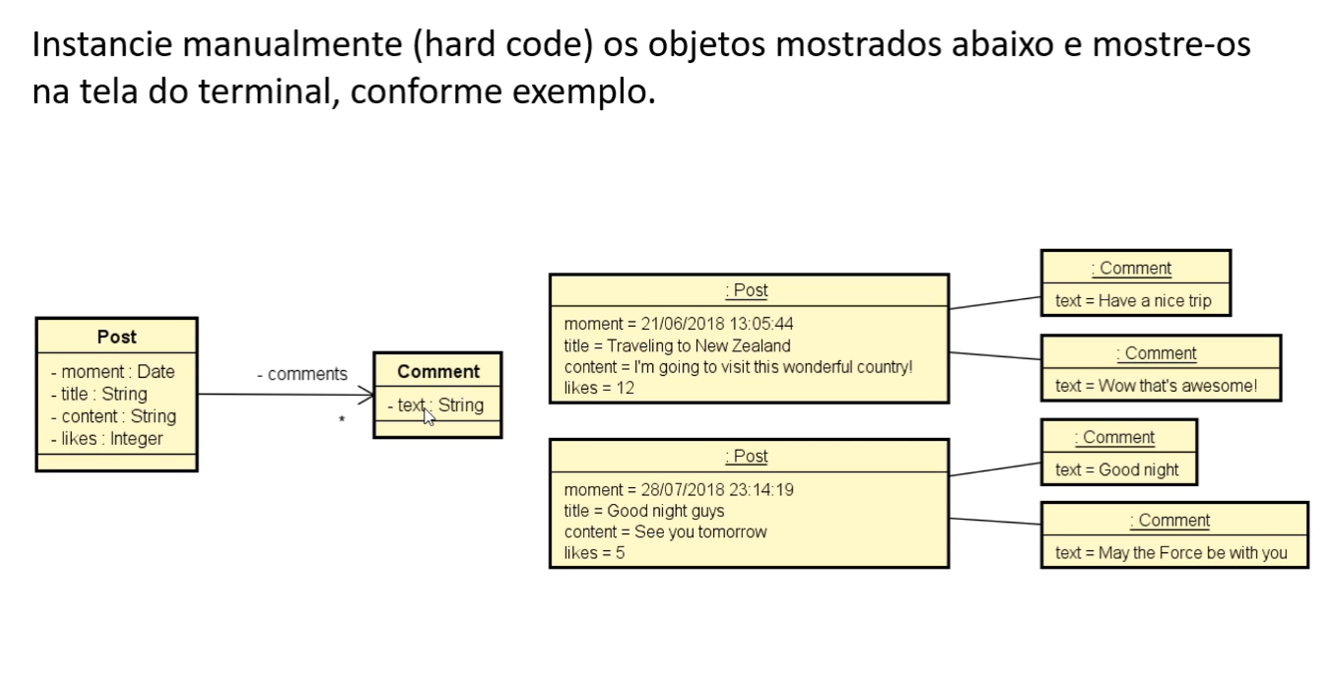 Instancie manualmente (hard code) os objetos mostrados abaixo e mostre-os
na tela do terminal, conforme exemplo.
Post
- moment : Date
- title : String
- content : String
- likes : Integer
- comments
*
Comment
- text : String
: Post
moment = 21/06/2018 13:05:44
title = Traveling to New Zealand
content = I'm going to visit this wonderful country!
likes = 12
: Comment
text = Have a nice trip
: Comment
text = Wow that's awesome!
: Post
moment = 28/07/2018 23:14:19
title = Good night guys
content = See you tomorrow
likes = 5
: Comment
text = Good night
: Comment
text = May the Force be with you